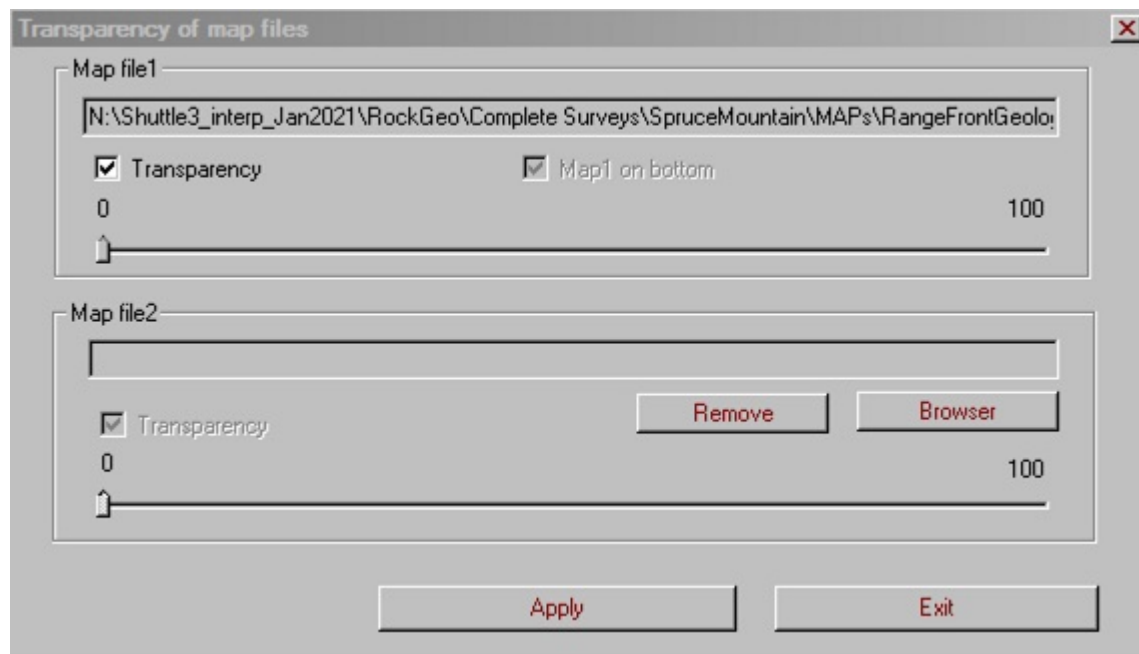 Transparency of map files
Map file1
N:\Shuttle3_interp_Jan2021\RockGeo\Complete Surveys\SpruceMountain\MAPs\RangeFrontGeolo
Transparency Map1 on bottom
0 100
Map file2
Remove Browser
Transparency
0 100
Apply Exit